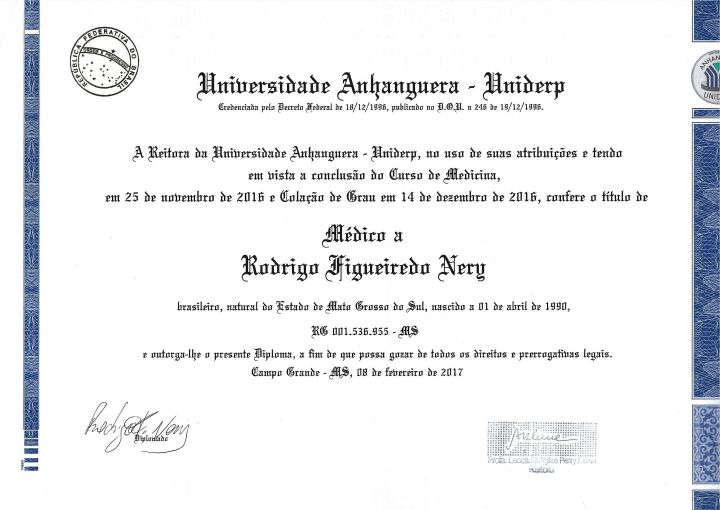 REPÚBLICA FEDERATIVA DO BRASIL
Universidade Anhanguera - Uniderp
Credenciada pelo Decreto Federal de 18/12/1996, publicado no D.O.U. n 246 de 19/12/1996.
A Reitora da Universidade Anhanguera - Uniderp, no uso de suas atribuições e tendo
em vista a conclusão do Curso de Medicina,
em 25 de novembro de 2016 e Colação de Grau em 14 de dezembro de 2016, confere o título de
Médico a
Rodrigo Figueiredo Nery
brasileiro, natural do Estado de Mato Grosso do Sul, nascido a 01 de abril de 1990,
RG 001.536.955 - MS
e outorga-lhe o presente Diploma, a fim de que possa gozar de todos os direitos e prerrogativas legais.
Campo Grande - MS, 08 de fevereiro de 2017
Diplomado
Profa. Leocádia
Reitora